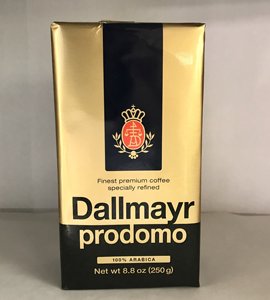 Finest premium coffee
specially refined
Dallmayr
prodomo
100% ARABICA
Net wt 8.8 oz (250g)